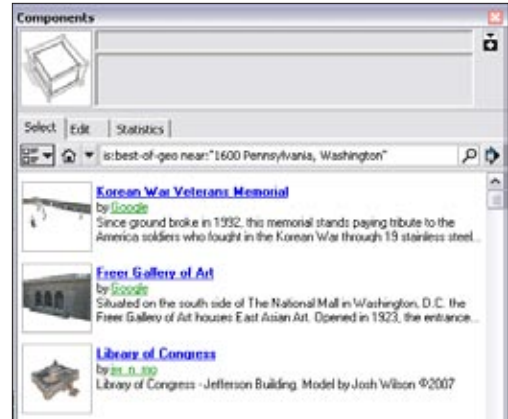 Components
Select Edit Statistics
is:best-of-geo near:"1600 Pennsylvania, Washington"
Korean War Veterans Memorial
by Google
Since ground broke in 1992, this memorial stands paying tribute to the
America soldiers who fought in the Korean War through 19 stainless steel...
Freer Gallery of Art
by Google
Situated on the south side of The National Mall in Washington, D.C. the
Freer Gallery of Art houses East Asian Art. Opened in 1923, the entrance...
Library of Congress
by
Library of Congress - Jefferson Building. Model by Josh Wilson ©2007